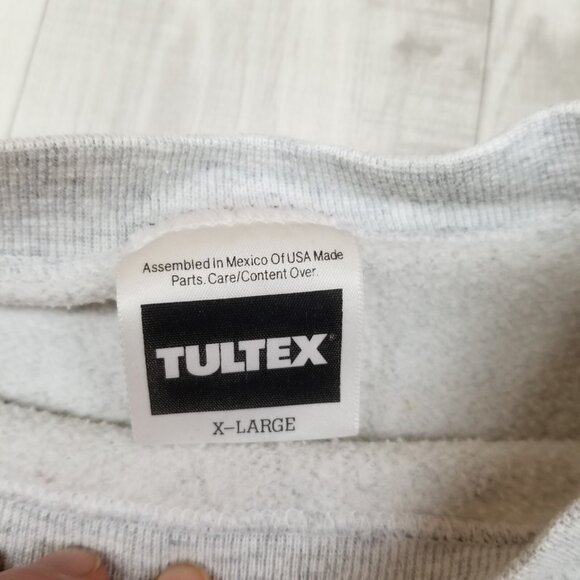 Assembled in Mexico Of USA Made
Parts. Care/Content Over.
TULTEX®
X-LARGE